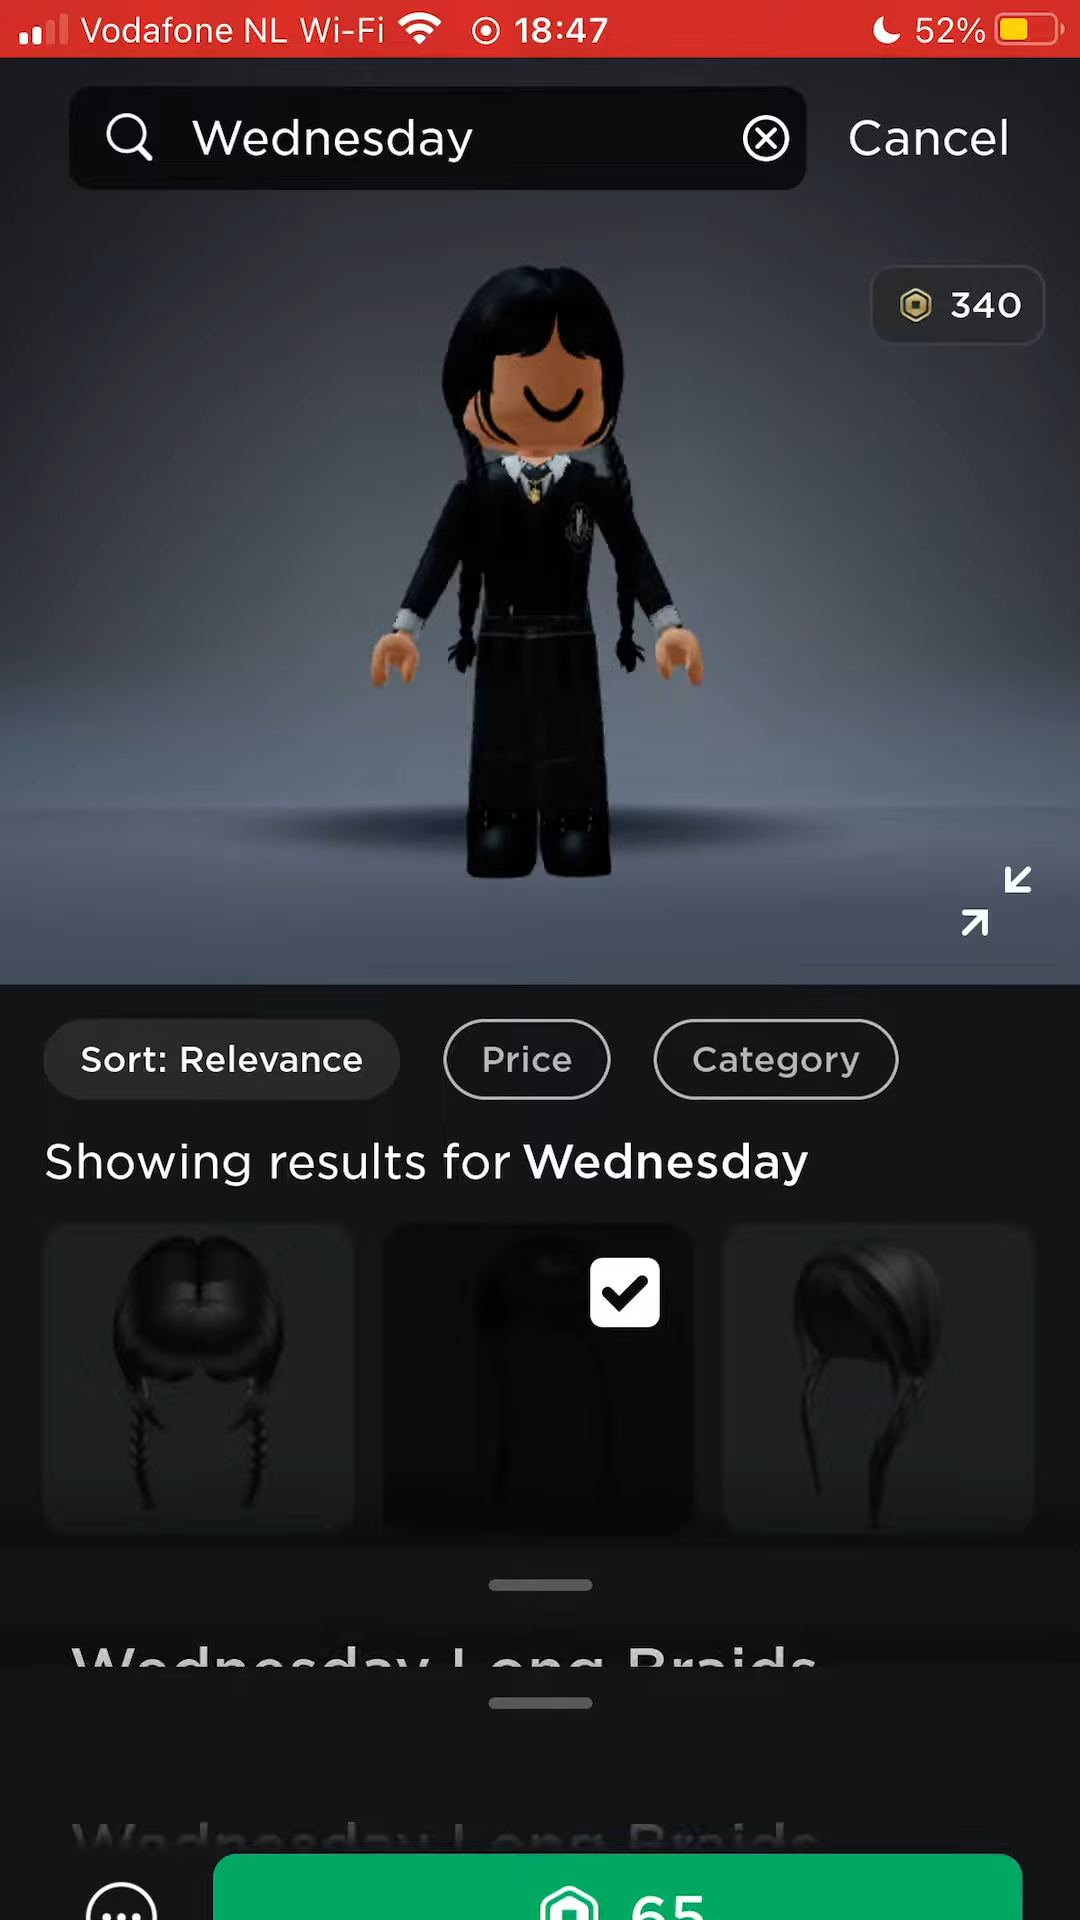 Vodafone NL Wi-Fi 18:47 52%
Wednesday Cancel
340
Sort: Relevance Price Category
Showing results for Wednesday
Wednesday Long Braids
Wednesday Long Braids
65